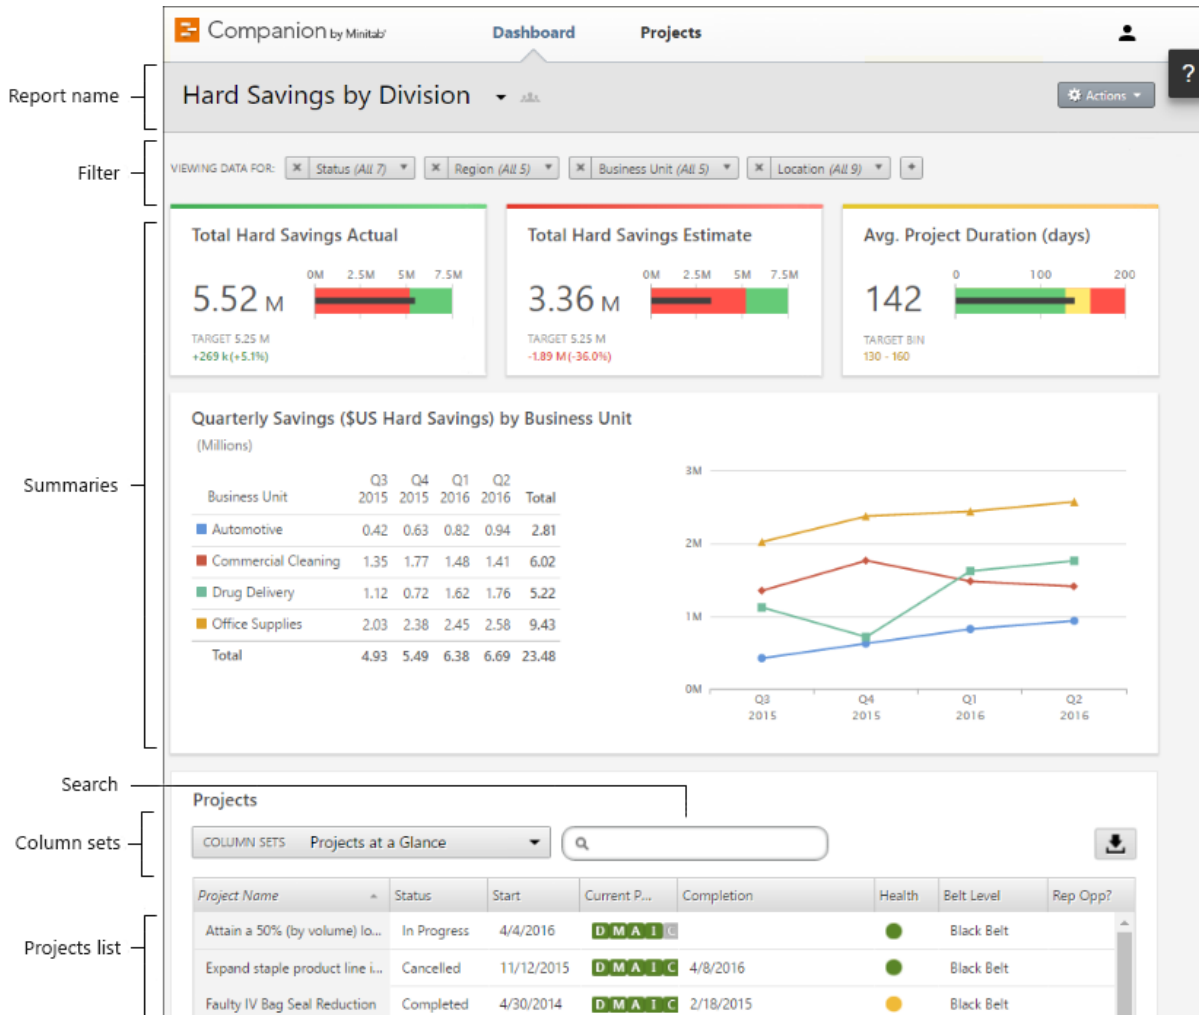 Companion by Minitab
Dashboard
Projects
?
Report name
Hard Savings by Division
Actions
Filter
VIEWING DATA FOR:
Status (All 7)
Region (All 5)
Business Unit (All 5)
Location (All 9)
+
Summaries
Total Hard Savings Actual
5.52 M
0M 2.5M 5M 7.5M
TARGET 5.25 M
+269 k (+5.1%)
Total Hard Savings Estimate
3.36 M
0M 2.5M 5M 7.5M
TARGET 5.25 M
-1.89 M (-36.0%)
Avg. Project Duration (days)
142
0 100 200
TARGET BIN
130 - 160
Quarterly Savings ($US Hard Savings) by Business Unit
(Millions)
Business Unit Q3 2015 Q4 2015 Q1 2016 Q2 2016 Total
Automotive 0.42 0.63 0.82 0.94 2.81
Commercial Cleaning 1.35 1.77 1.48 1.41 6.02
Drug Delivery 1.12 0.72 1.62 1.76 5.22
Office Supplies 2.03 2.38 2.45 2.58 9.43
Total 4.93 5.49 6.38 6.69 23.48
3M
2M
1M
0M
Q3 Q4 Q1 Q2
2015 2015 2016 2016
Search
Projects
Column sets
COLUMN SETS Projects at a Glance
Project Name Status Start Current P... Completion Health Belt Level Rep Opp?
Projects list
Attain a 50% (by volume) lo... In Progress 4/4/2016 D M A I C Black Belt
Expand staple product line i... Cancelled 11/12/2015 D M A I C 4/8/2016 Black Belt
Faulty IV Bag Seal Reduction Completed 4/30/2014 D M A I C 2/18/2015 Black Belt